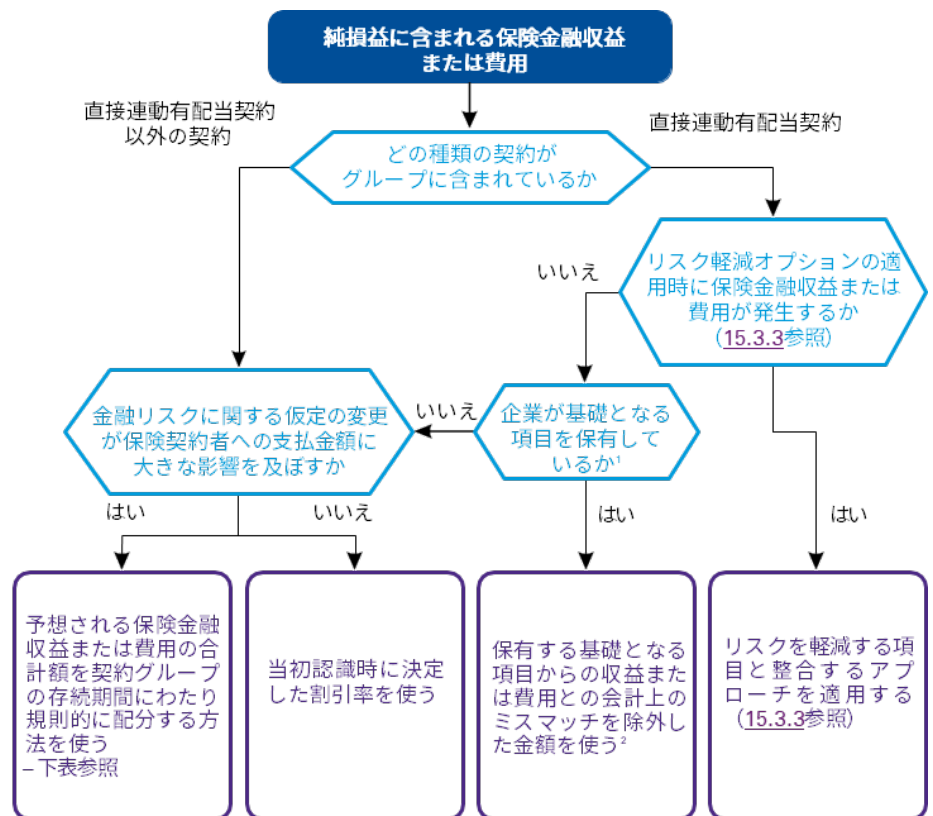 純損益に含まれる保険金融収益
または費用
直接連動有配当契約
以外の契約
直接連動有配当契約
どの種類の契約が
グループに含まれているか
リスク軽減オプションの適
用時に保険金融収益または
費用が発生するか
（15.3.3参照）
いいえ
金融リスクに関する仮定の変更
が保険契約者への支払金額に
大きな影響を及ぼすか
いいえ
企業が基礎となる
項目を保有して
いるか¹
はい
いいえ
はい
はい
予想される保険金融
収益または費用の合
計額を契約グループ
の存続期間にわたり
規則的に配分する方
法を使う
– 下表参照
当初認識時に決定
した割引率を使う
保有する基礎となる
項目からの収益また
は費用との会計上の
ミスマッチを除外し
た金額を使う²
リスクを軽減する項
目と整合するアプ
ローチを適用する
（15.3.3参照）